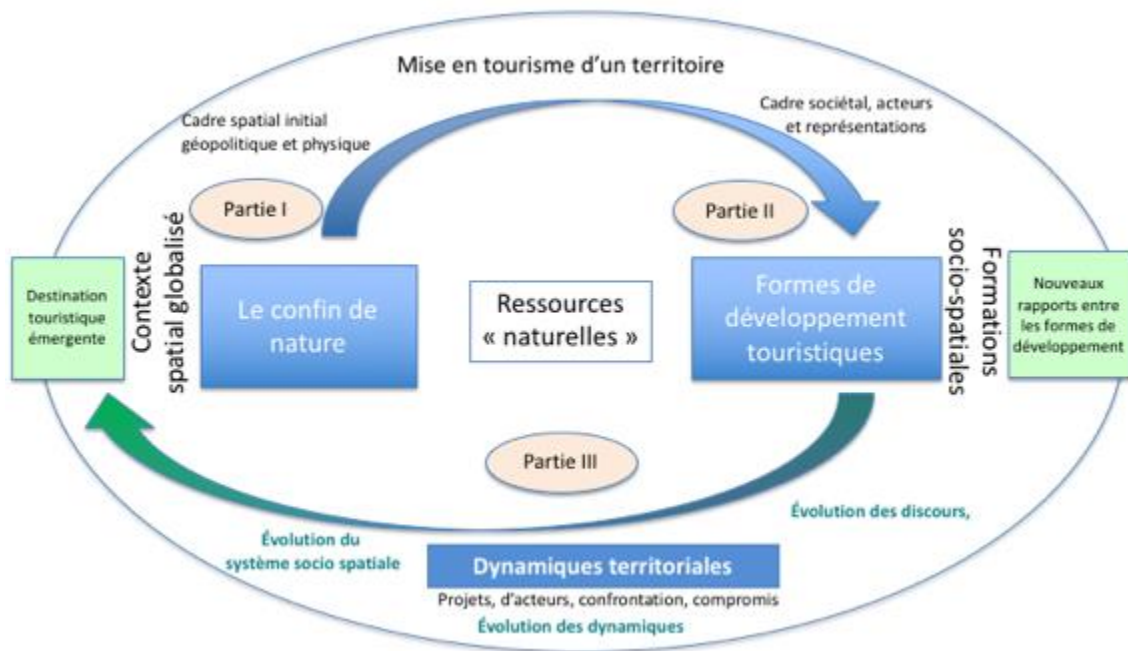 Mise en tourisme d'un territoire
Cadre spatial initial
géopolitique et physique
Cadre sociétal, acteurs
et représentations
Partie I
Partie II
Destination
touristique
émergente
Contexte
spatial globalisé
Le confin de
nature
Ressources
« naturelles »
Formes de
développement
touristiques
Formations
socio-spatiales
Nouveaux
rapports entre
les formes de
développement
Partie III
Évolution des discours,
Évolution du
système socio spatiale
Dynamiques territoriales
Projets, d'acteurs, confrontation, compromis
Évolution des dynamiques